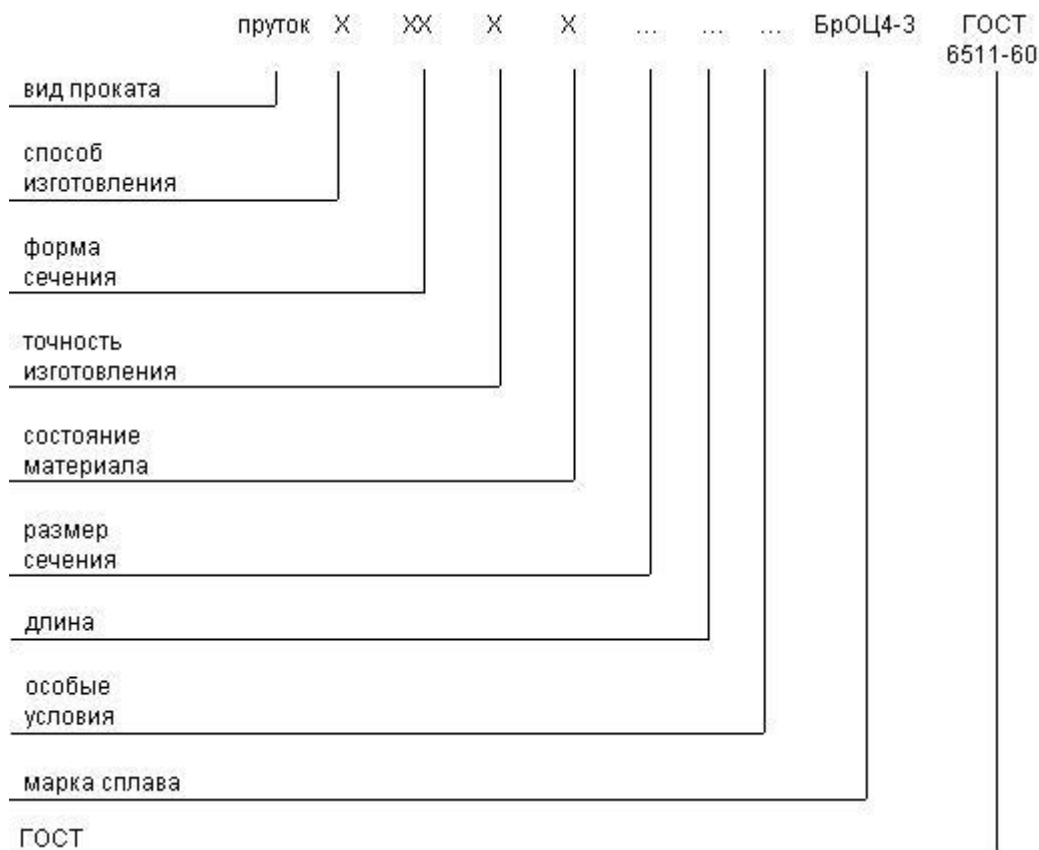 пруток X XX X X ... ... ... БрОЦ4-3 ГОСТ
6511-60
вид проката
способ
изготовления
форма
сечения
точность
изготовления
состояние
материала
размер
сечения
длина
особые
условия
марка сплава
ГОСТ